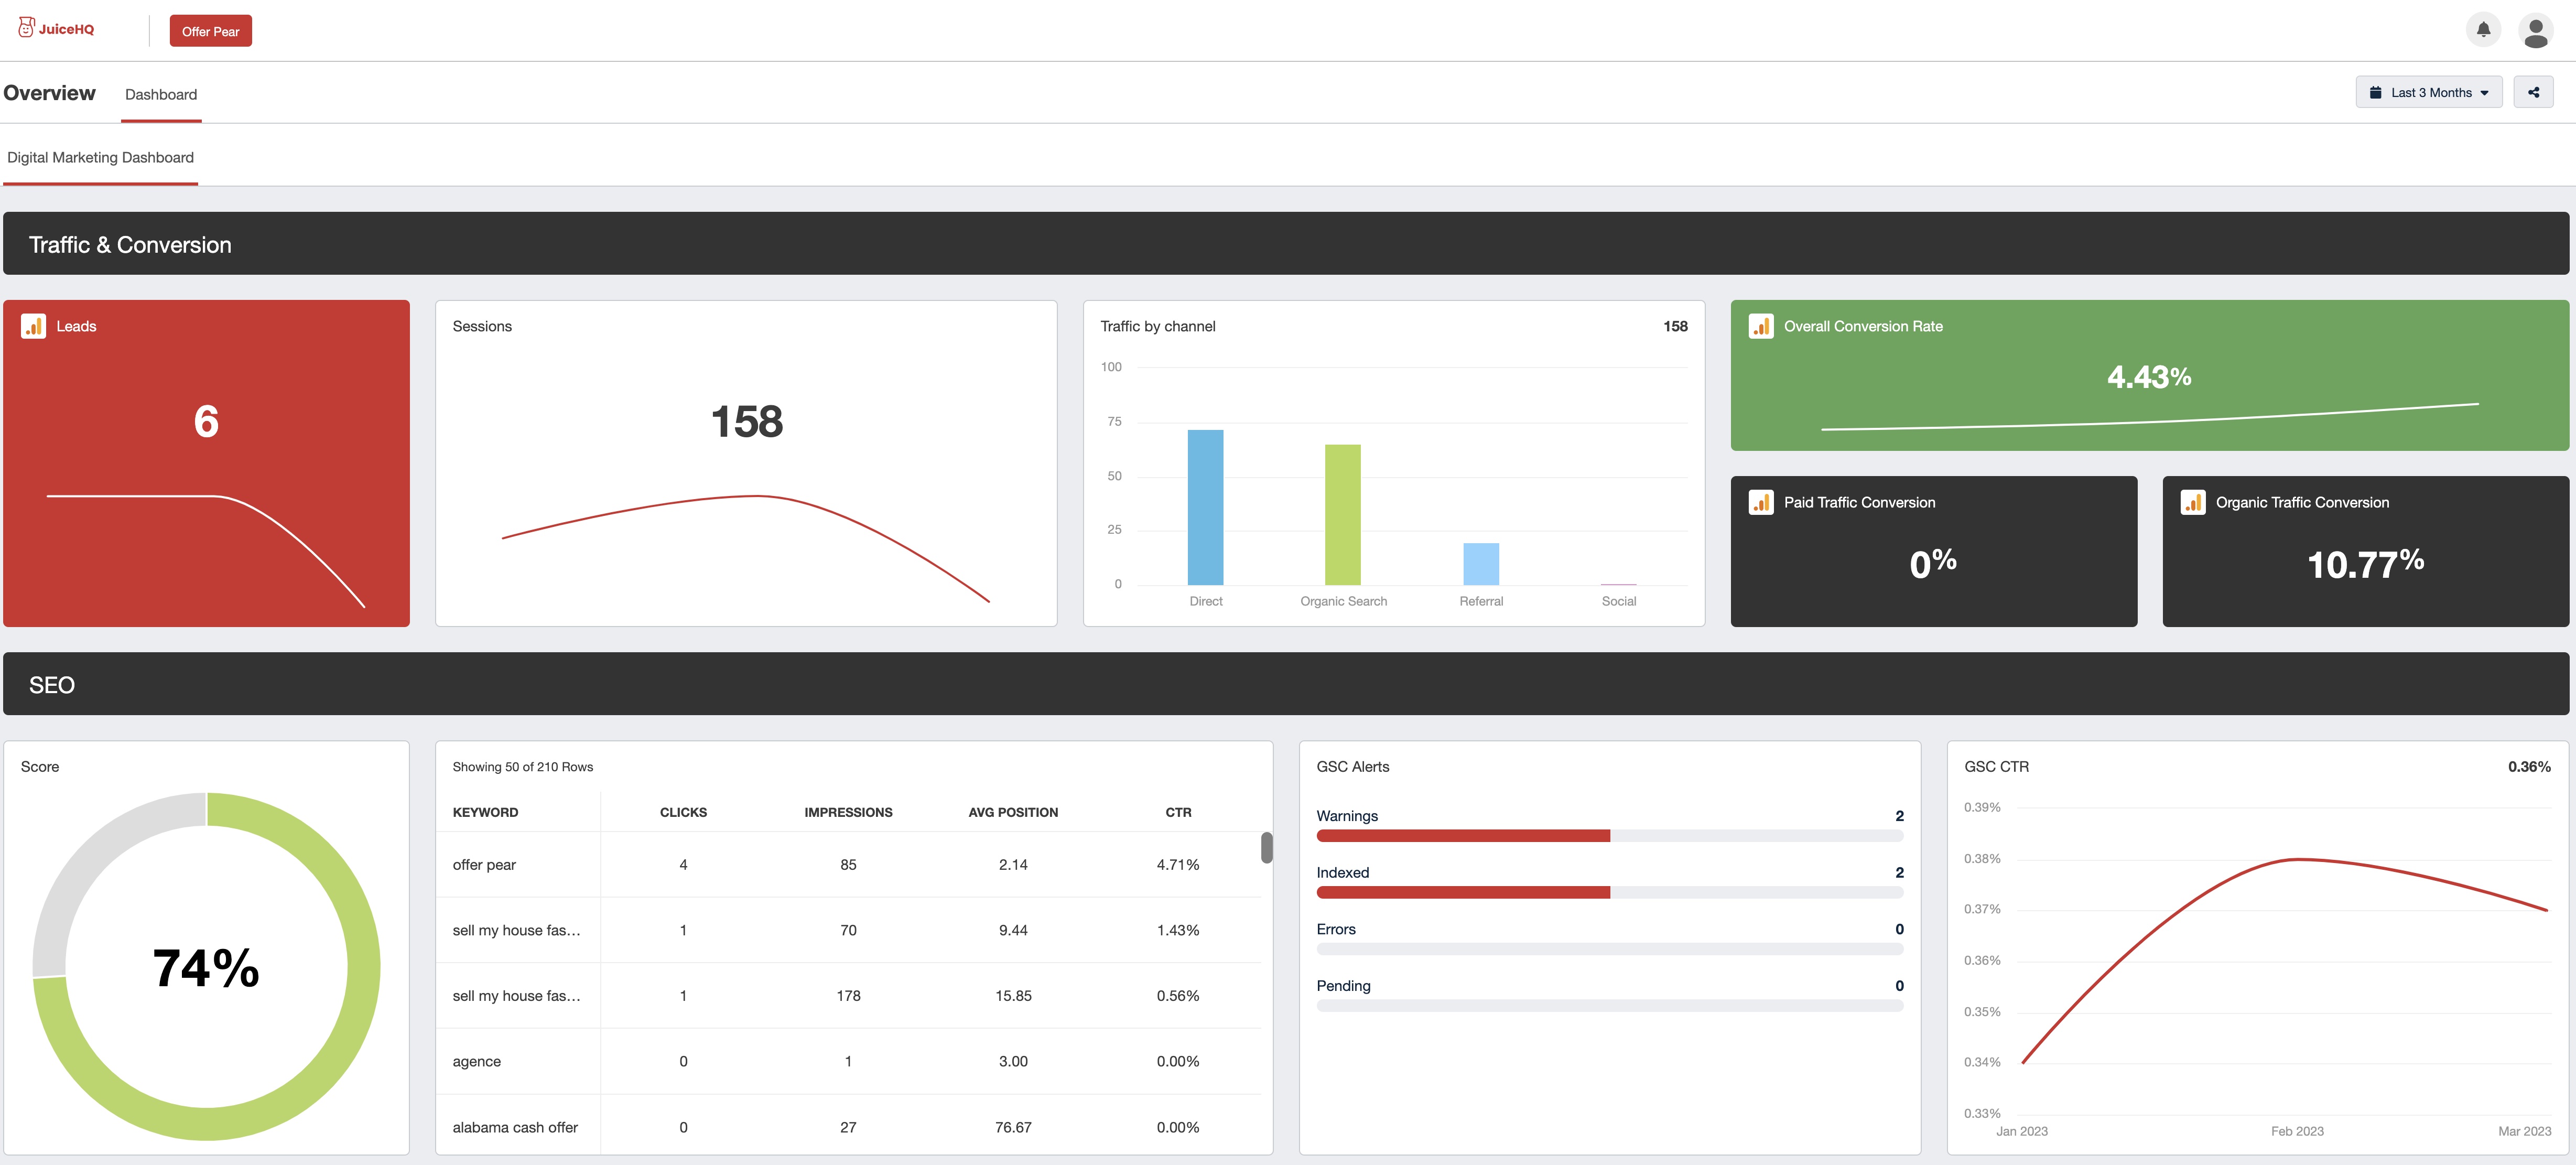 JuiceHQ
Offer Pear
Overview
Dashboard
Last 3 Months
Digital Marketing Dashboard
Traffic & Conversion
Leads
6
Sessions
158
Traffic by channel
158
100
75
50
25
0
Direct
Organic Search
Referral
Social
Overall Conversion Rate
4.43%
Paid Traffic Conversion
0%
Organic Traffic Conversion
10.77%
SEO
Score
74%
Showing 50 of 210 Rows
KEYWORD CLICKS IMPRESSIONS AVG POSITION CTR
offer pear 4 85 2.14 4.71%
sell my house fas... 1 70 9.44 1.43%
sell my house fas... 1 178 15.85 0.56%
agence 0 1 3.00 0.00%
alabama cash offer 0 27 76.67 0.00%
GSC Alerts
Warnings 2
Indexed 2
Errors 0
Pending 0
GSC CTR
0.36%
0.39%
0.38%
0.37%
0.36%
0.35%
0.34%
0.33%
Jan 2023
Feb 2023
Mar 2023